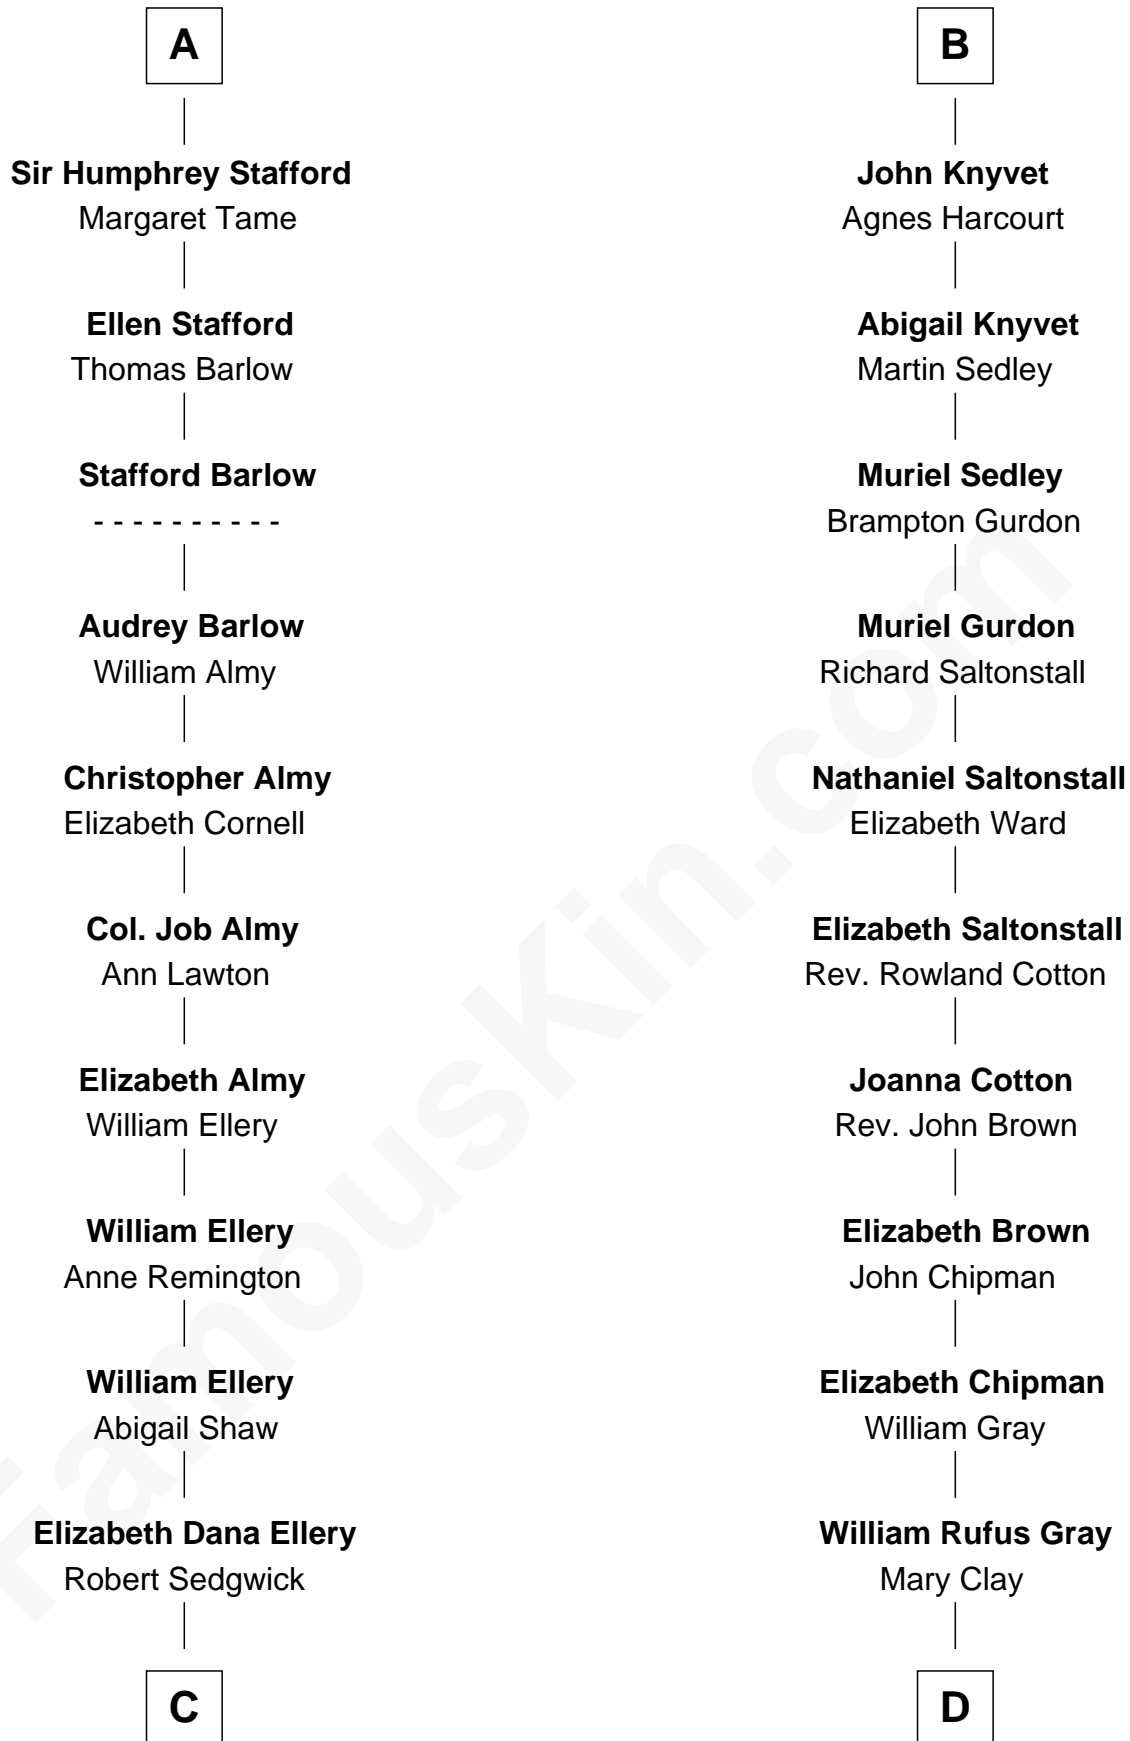 A
Sir Humphrey Stafford
Margaret Tame
Ellen Stafford
Thomas Barlow
Stafford Barlow
- - - - - - - - - -
Audrey Barlow
William Almy
Christopher Almy
Elizabeth Cornell
Col. Job Almy
Ann Lawton
Elizabeth Almy
William Ellery
William Ellery
Anne Remington
William Ellery
Abigail Shaw
Elizabeth Dana Ellery
Robert Sedgwick
C
B
John Knyvet
Agnes Harcourt
Abigail Knyvet
Martin Sedley
Muriel Sedley
Brampton Gurdon
Muriel Gurdon
Richard Saltonstall
Nathaniel Saltonstall
Elizabeth Ward
Elizabeth Saltonstall
Rev. Rowland Cotton
Joanna Cotton
Rev. John Brown
Elizabeth Brown
John Chipman
Elizabeth Chipman
William Gray
William Rufus Gray
Mary Clay
D
FamousKin.com